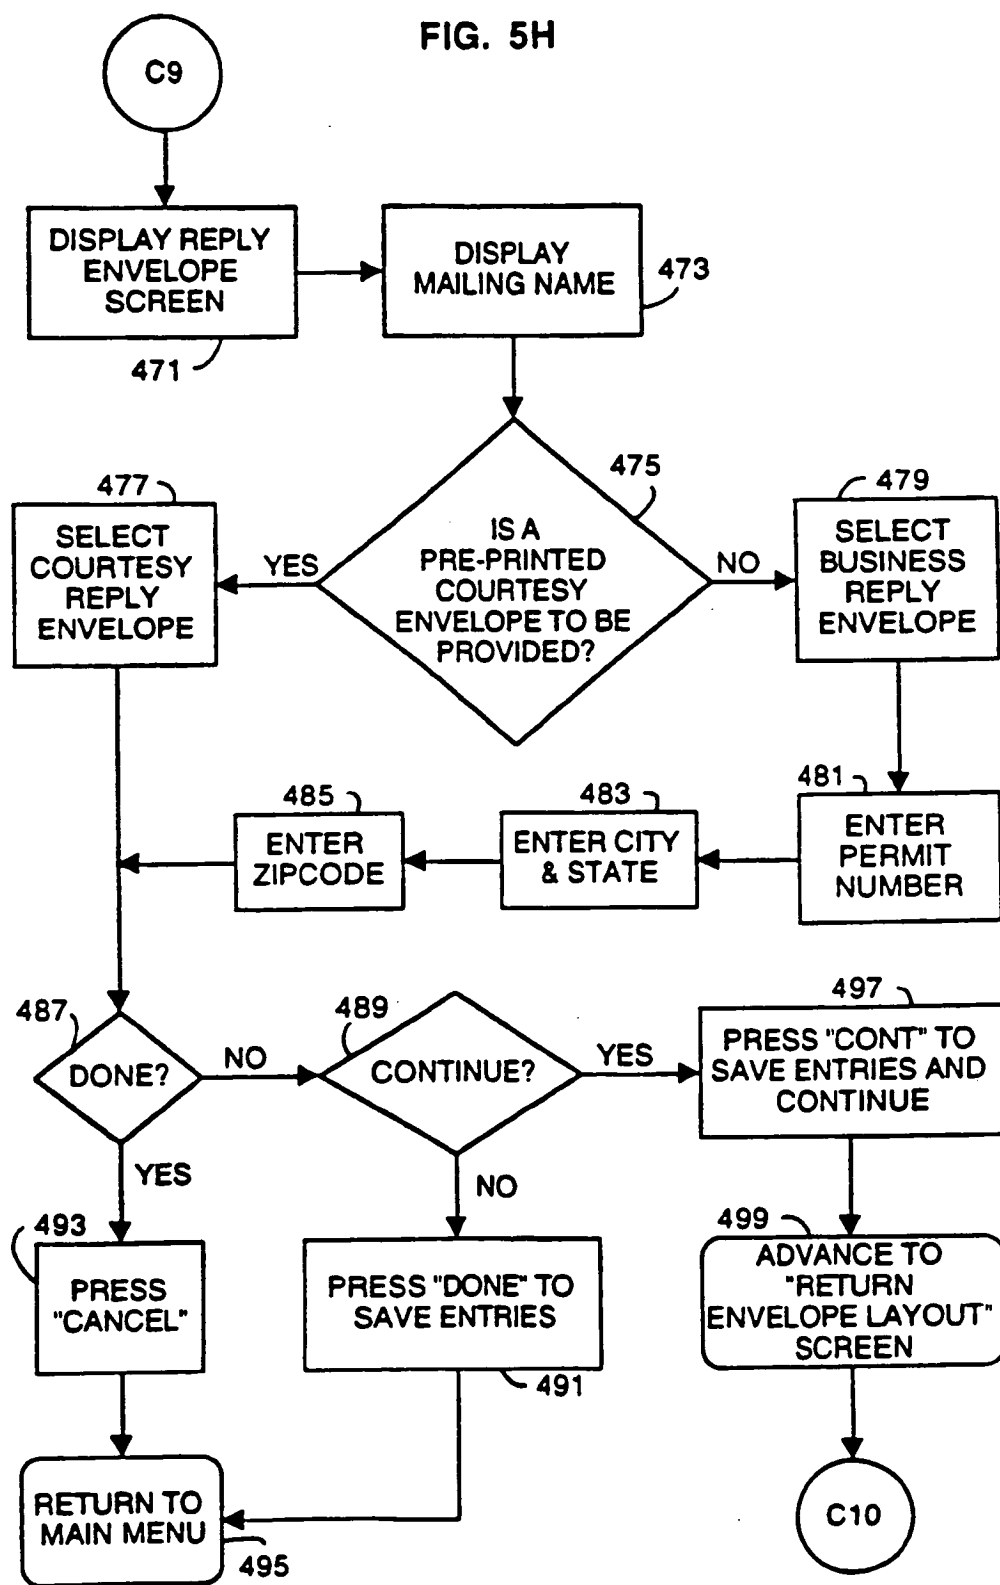 FIG. 5H
C9
DISPLAY REPLY
ENVELOPE
SCREEN
471
DISPLAY
MAILING NAME
473
475
IS A
PRE-PRINTED
COURTESY
ENVELOPE TO BE
PROVIDED?
YES
NO
477
SELECT
COURTESY
REPLY
ENVELOPE
479
SELECT
BUSINESS
REPLY
ENVELOPE
481
ENTER
PERMIT
NUMBER
483
ENTER CITY
& STATE
485
ENTER
ZIPCODE
487
DONE?
NO
YES
489
CONTINUE?
YES
NO
497
PRESS "CONT" TO
SAVE ENTRIES AND
CONTINUE
493
PRESS
"CANCEL"
PRESS "DONE" TO
SAVE ENTRIES
491
499
ADVANCE TO
"RETURN
ENVELOPE LAYOUT"
SCREEN
RETURN TO
MAIN MENU
495
C10